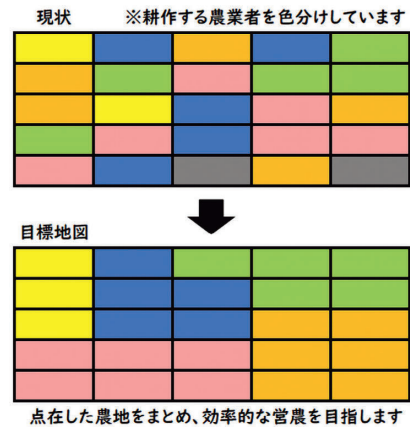 現状 ※耕作する農業者を色分けしています
目標地図
点在した農地をまとめ、効率的な営農を目指します